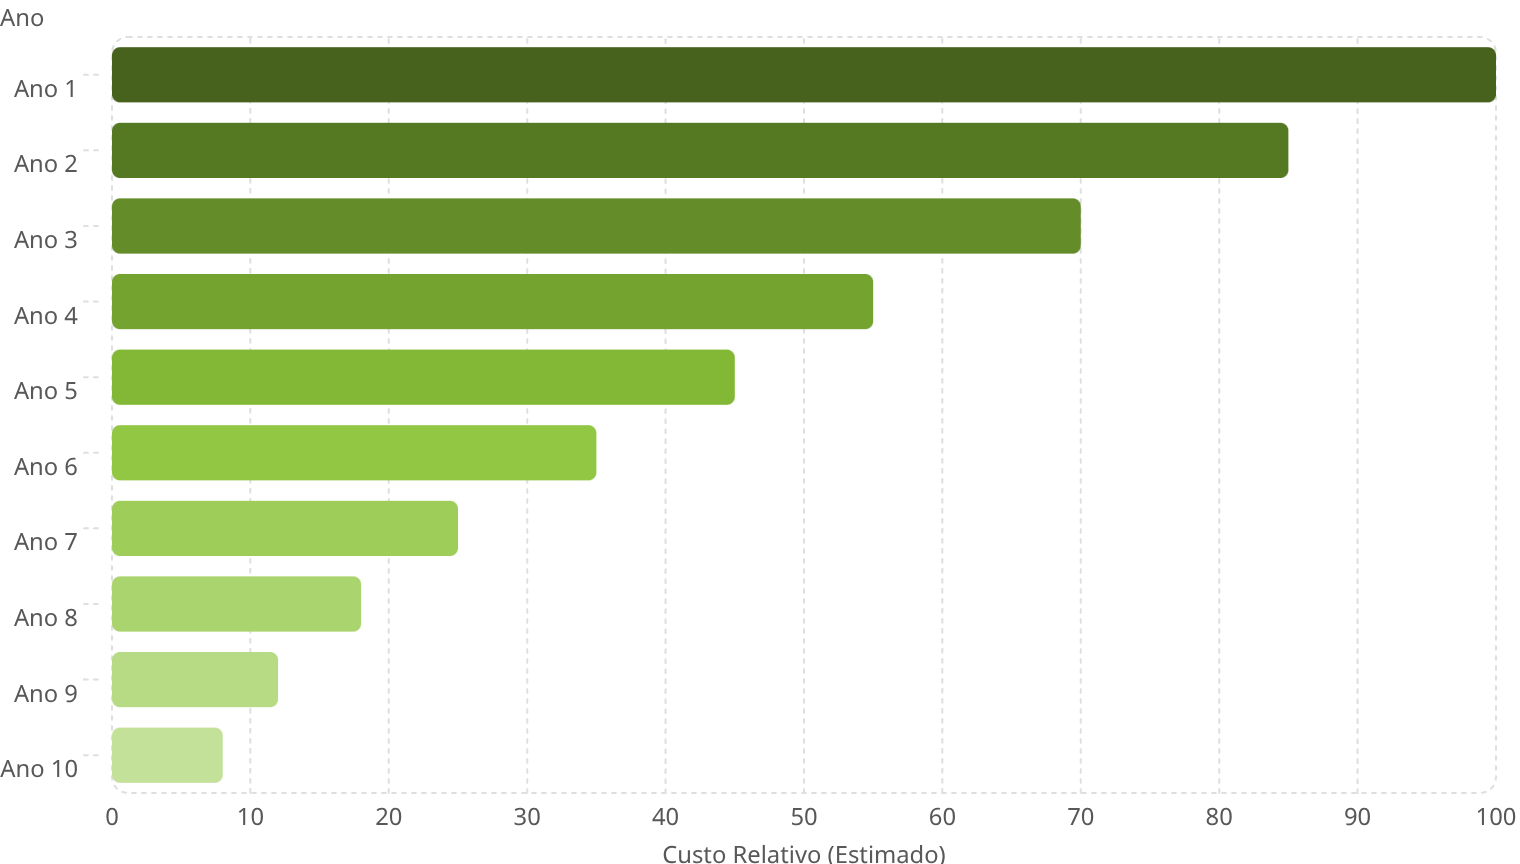 Ano
Ano 1
Ano 2
Ano 3
Ano 4
Ano 5
Ano 6
Ano 7
Ano 8
Ano 9
Ano 10
0 10 20 30 40 50 60 70 80 90 100
Custo Relativo (Estimado)